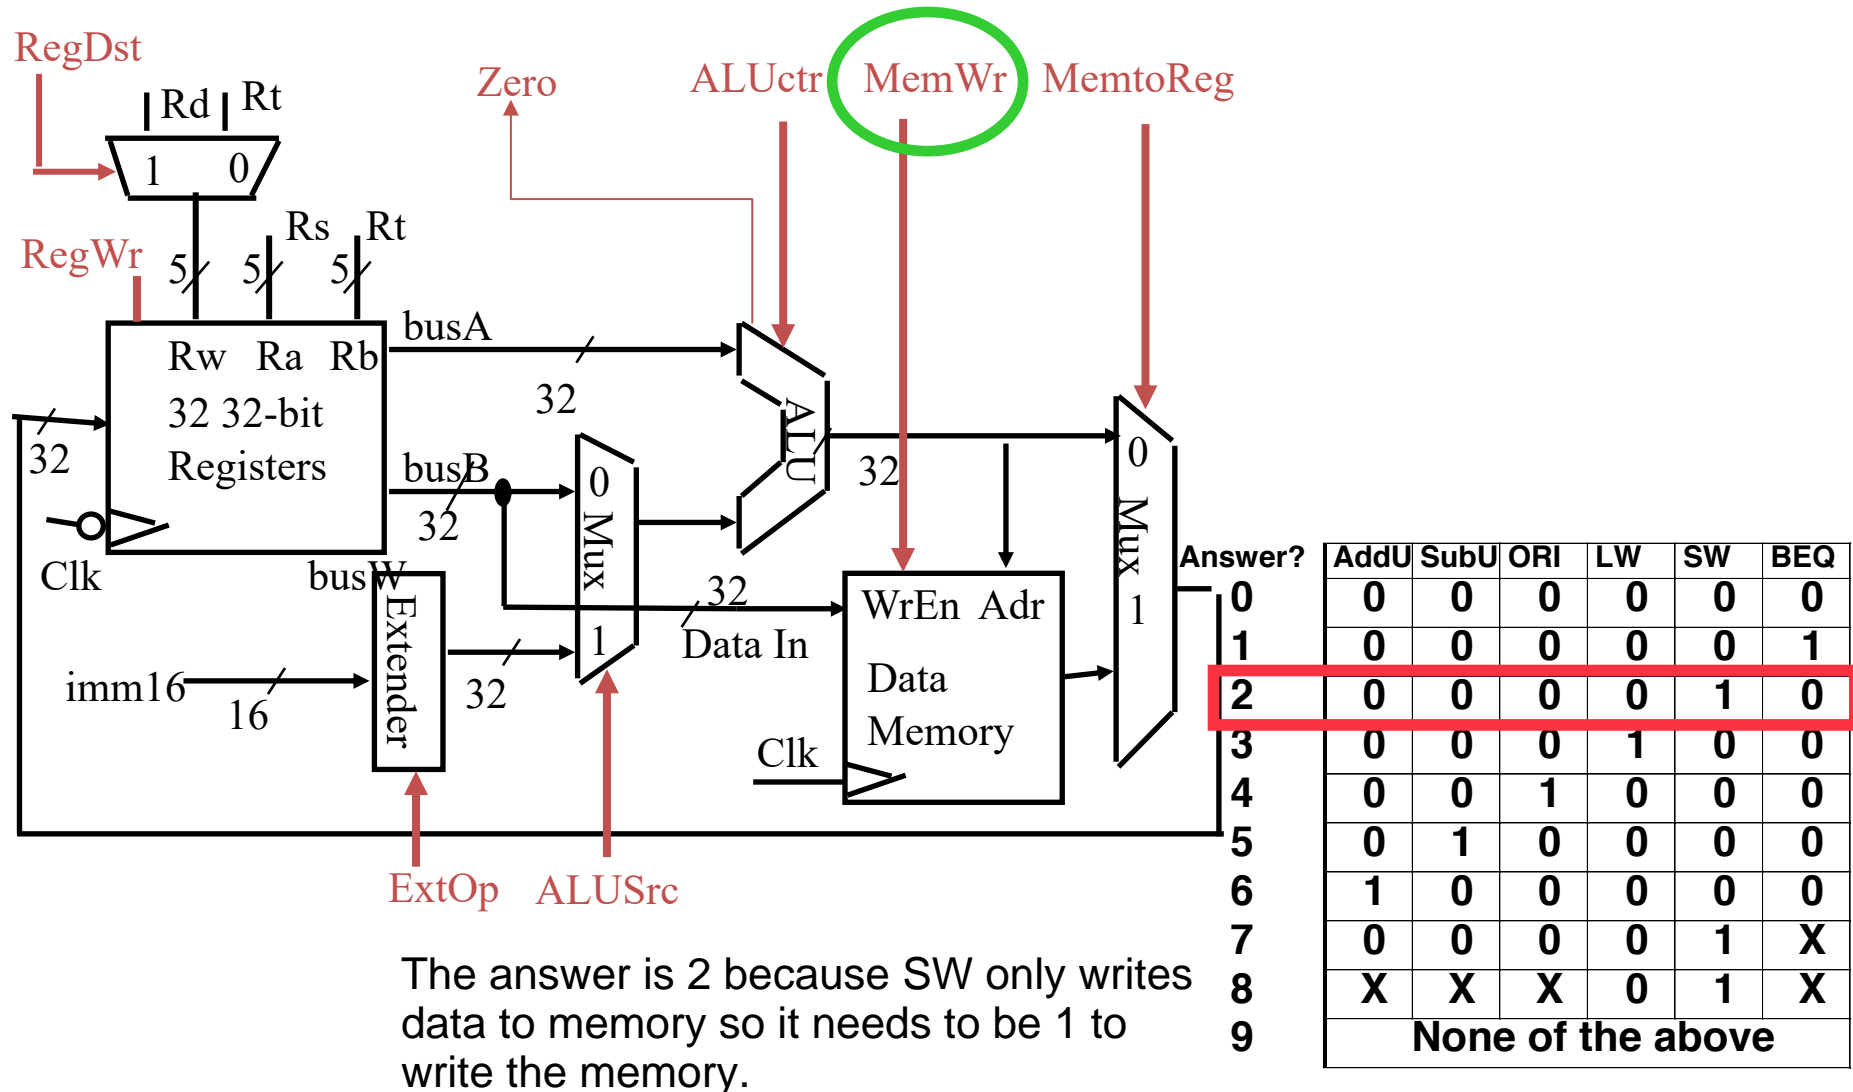 RegDst
Zero
ALUctr
MemWr
MemtoReg
Rd
Rt
1
0
RegWr
Rs
Rt
5
5
5
busA
Rw Ra Rb
32 32-bit
Registers
32
32
busB
32
Clk
busW
0
Mux
1
ALU
32
0
Mux
1
Extender
imm16
16
32
32
Data In
WrEn Adr
Data
Memory
Clk
ExtOp
ALUSrc
Answer? AddU SubU ORI LW SW BEQ
0 0 0 0 0 0 0
1 0 0 0 0 0 1
2 0 0 0 0 1 0
3 0 0 0 1 0 0
4 0 0 1 0 0 0
5 0 1 0 0 0 0
6 1 0 0 0 0 0
7 0 0 0 0 1 X
8 X X X 0 1 X
9 None of the above
The answer is 2 because SW only writes
data to memory so it needs to be 1 to
write the memory.